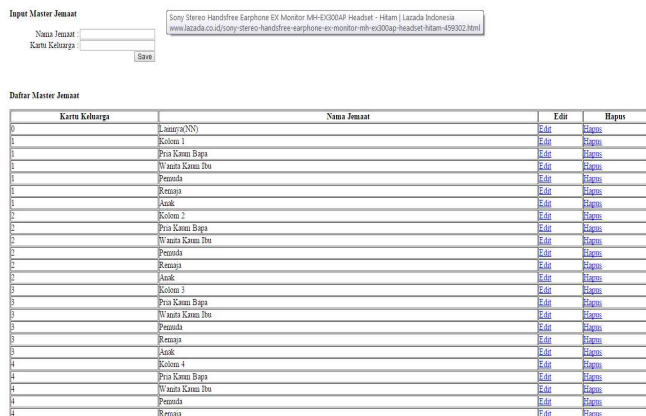 Input Master Jemaat
Sony Stereo Handsfree Earphone EX Monitor MH-EX300AP Headset - Hitam | Lazada Indonesia
www.lazada.co.id/sony-stereo-handsfree-earphone-ex-monitor-mh-ex300ap-headset-hitam-459302.html
Nama Jemaat :
Kartu Keluarga :
Save
Daftar Master Jemaat
Kartu Keluarga Nama Jemaat Edit Hapus
0 Lainnya(NN) Edit Hapus
1 Kolom 1 Edit Hapus
1 Pria Kaum Bapa Edit Hapus
1 Wanita Kaum Ibu Edit Hapus
1 Pemuda Edit Hapus
1 Remaja Edit Hapus
1 Anak Edit Hapus
2 Kolom 2 Edit Hapus
2 Pria Kaum Bapa Edit Hapus
2 Wanita Kaum Ibu Edit Hapus
2 Pemuda Edit Hapus
2 Remaja Edit Hapus
2 Anak Edit Hapus
3 Kolom 3 Edit Hapus
3 Pria Kaum Bapa Edit Hapus
3 Wanita Kaum Ibu Edit Hapus
3 Pemuda Edit Hapus
3 Remaja Edit Hapus
3 Anak Edit Hapus
4 Kolom 4 Edit Hapus
4 Pria Kaum Bapa Edit Hapus
4 Wanita Kaum Ibu Edit Hapus
4 Pemuda Edit Hapus
4 Remaja Edit Hapus